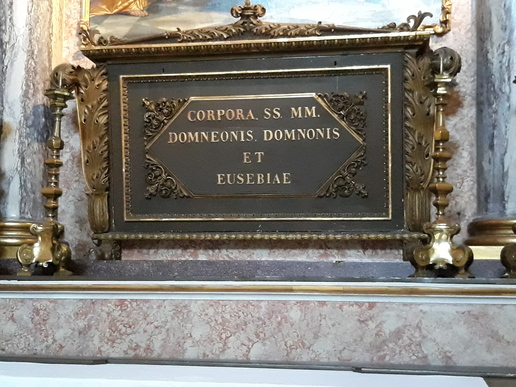 CORPORA. SS. MM.
DOMNEONIS, DOMNONIS
ET
EUSEBIAE